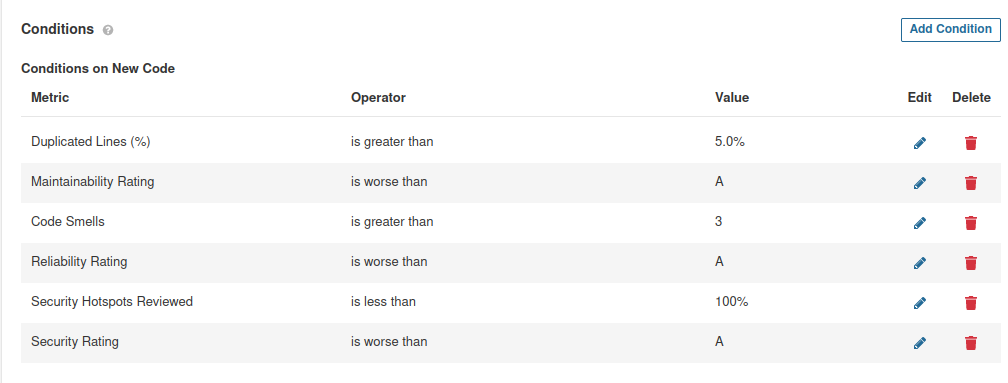 Conditions ?
Add Condition
Conditions on New Code
Metric Operator Value Edit Delete
Duplicated Lines (%) is greater than 5.0%
Maintainability Rating is worse than A
Code Smells is greater than 3
Reliability Rating is worse than A
Security Hotspots Reviewed is less than 100%
Security Rating is worse than A